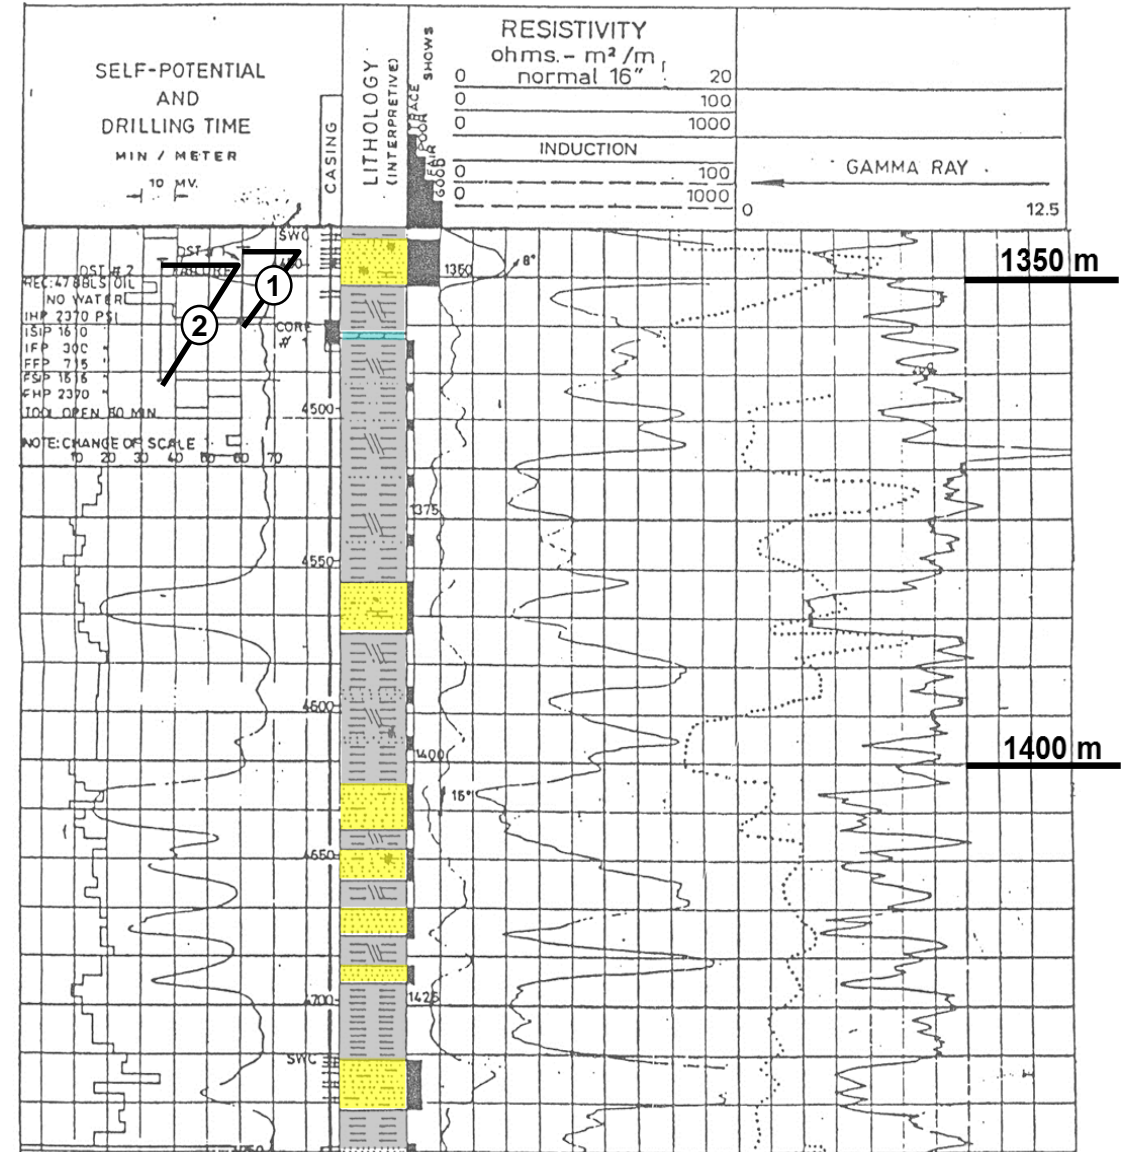 SELF-POTENTIAL
AND
DRILLING TIME
MIN / METER
10 MV.
CASING
LITHOLOGY
(INTERPRETIVE)
SHOWS
TRACE
POOR
FAIR
GOOD
RESISTIVITY
ohms. - m²/m
normal 16"
0 20
0 100
0 1000
INDUCTION
0 100
0 1000
GAMMA RAY
0 12.5
SWC
DST # 1
FAILURE
1350
8°
1350 m
1
2
DST # 2
REC: 47 BBLS OIL
NO WATER
IHP 2370 PSI
ISIP 1610 "
IFP 300 "
FFP 715 "
FSIP 1616 "
FHP 2370 "
TOOL OPEN 60 MIN.
CORE
#
4500
NOTE: CHANGE OF SCALE
10 20 30 40 50 60 70
1375
4550
4600
1400
1400 m
16°
4650
4700
1425
SWC